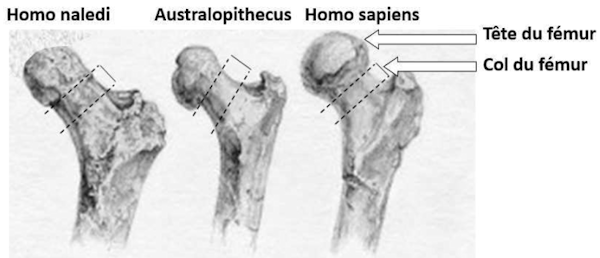 Homo naledi
Australopithecus
Homo sapiens
Tête du fémur
Col du fémur